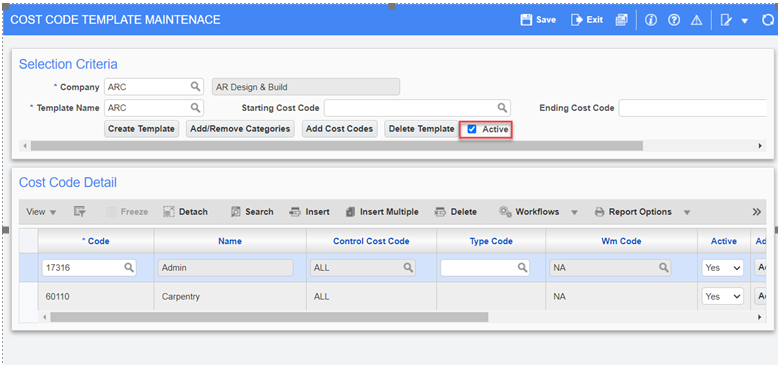 COST CODE TEMPLATE MAINTENACE Save Exit
Selection Criteria
* Company ARC AR Design & Build
* Template Name ARC Starting Cost Code Ending Cost Code
Create Template Add/Remove Categories Add Cost Codes Delete Template Active
Cost Code Detail
View Freeze Detach Search Insert Insert Multiple Delete Workflows Report Options
* Code Name Control Cost Code Type Code Wm Code Active Ad
17316 Admin ALL NA Yes A
60110 Carpentry ALL NA Yes A